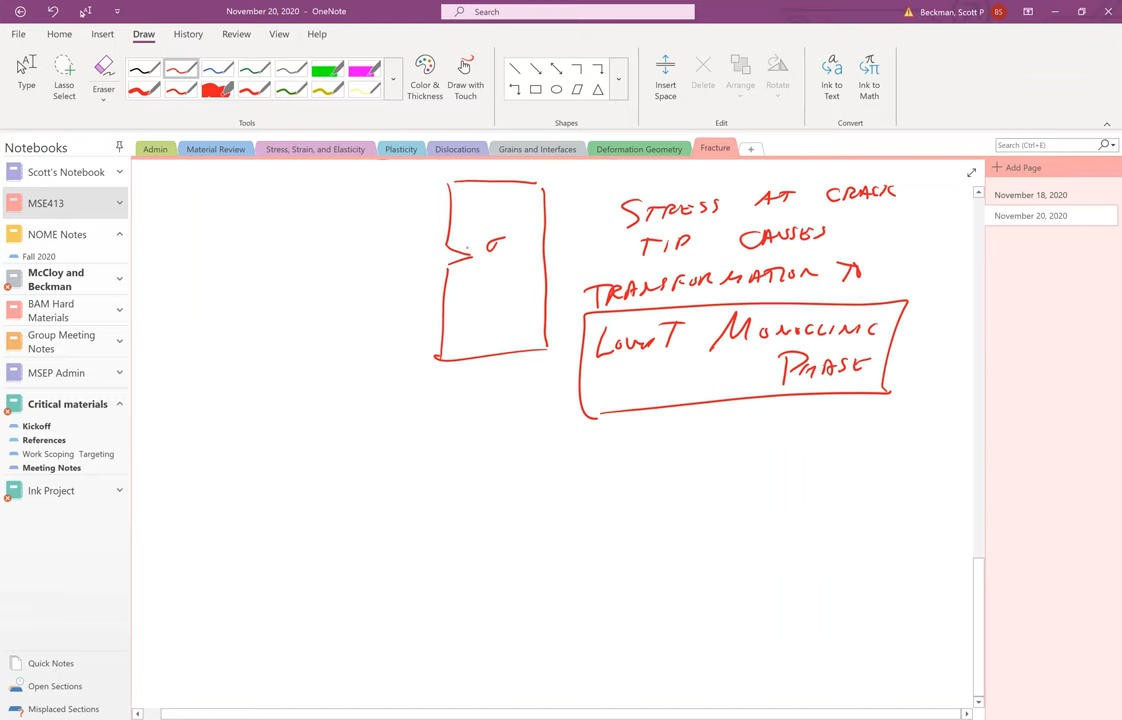 November 20, 2020 - OneNote
Search
Beckman, Scott P
BS
File
Home
Insert
Draw
History
Review
View
Help
Type
Lasso
Select
Eraser
Color &
Thickness
Draw with
Touch
Insert
Space
Delete
Arrange
Rotate
Ink to
Text
Ink to
Math
Tools
Shapes
Edit
Convert
Notebooks
Admin
Material Review
Stress, Strain, and Elasticity
Plasticity
Dislocations
Grains and Interfaces
Deformation Geometry
Fracture
Search (Ctrl+E)
Scott's Notebook
MSE413
NOME Notes
Fall 2020
McCloy and
Beckman
BAM Hard
Materials
Group Meeting
Notes
MSEP Admin
Critical materials
Kickoff
References
Work Scoping Targeting
Meeting Notes
Ink Project
Quick Notes
Open Sections
Misplaced Sections
σ
STRESS AT CRACK
TIP CAUSES
TRANSFORMATION TO
LOWER T MONOCLINIC
PHASE
Add Page
November 18, 2020
November 20, 2020